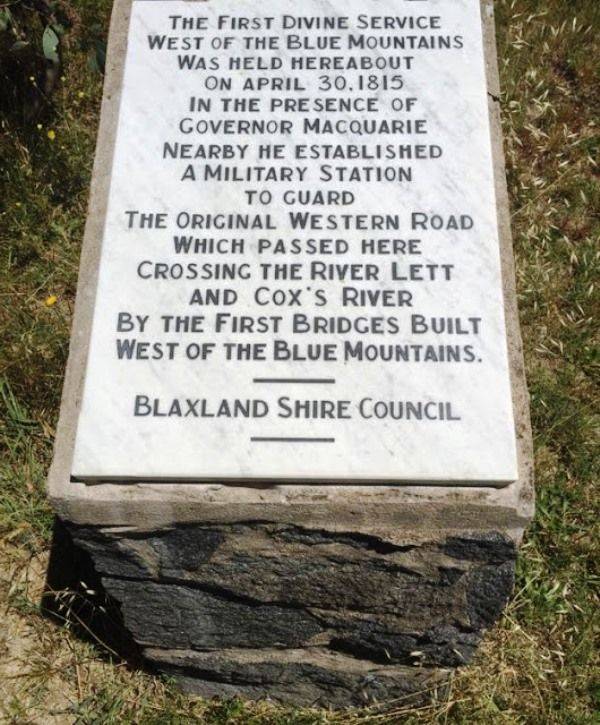 The First Divine Service
West of the Blue Mountains
Was held hereabout
on April 30, 1815
in the presence of
Governor Macquarie
Nearby he established
a Military Station
to guard
the Original Western Road
Which passed here
Crossing the River Lett
and Cox's River
By the First Bridges Built
West of the Blue Mountains.
Blaxland Shire Council